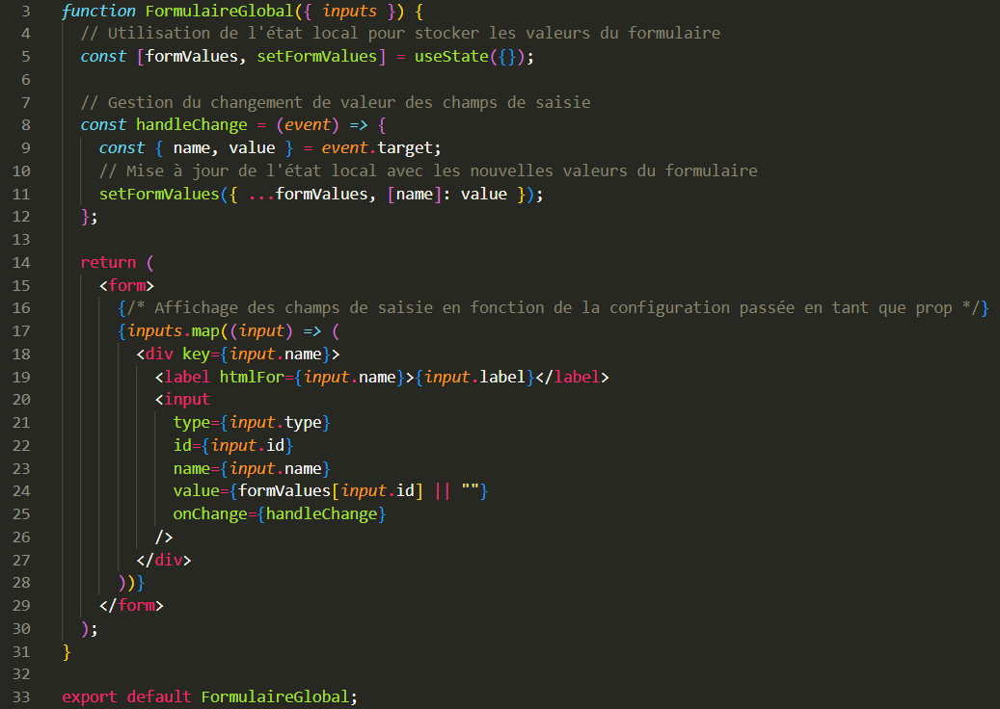 3 function FormulaireGlobal({ inputs }) {
4 // Utilisation de l'état local pour stocker les valeurs du formulaire
5 const [formValues, setFormValues] = useState({});
6
7 // Gestion du changement de valeur des champs de saisie
8 const handleChange = (event) => {
9 const { name, value } = event.target;
10 // Mise à jour de l'état local avec les nouvelles valeurs du formulaire
11 setFormValues({ ...formValues, [name]: value });
12 };
13
14 return (
15 <form>
16 {/* Affichage des champs de saisie en fonction de la configuration passée en tant que prop */}
17 {inputs.map((input) => (
18 <div key={input.name}>
19 <label htmlFor={input.name}>{input.label}</label>
20 <input
21 type={input.type}
22 id={input.id}
23 name={input.name}
24 value={formValues[input.id] || ""}
25 onChange={handleChange}
26 />
27 </div>
28 ))}
29 </form>
30 );
31 }
32
33 export default FormulaireGlobal;